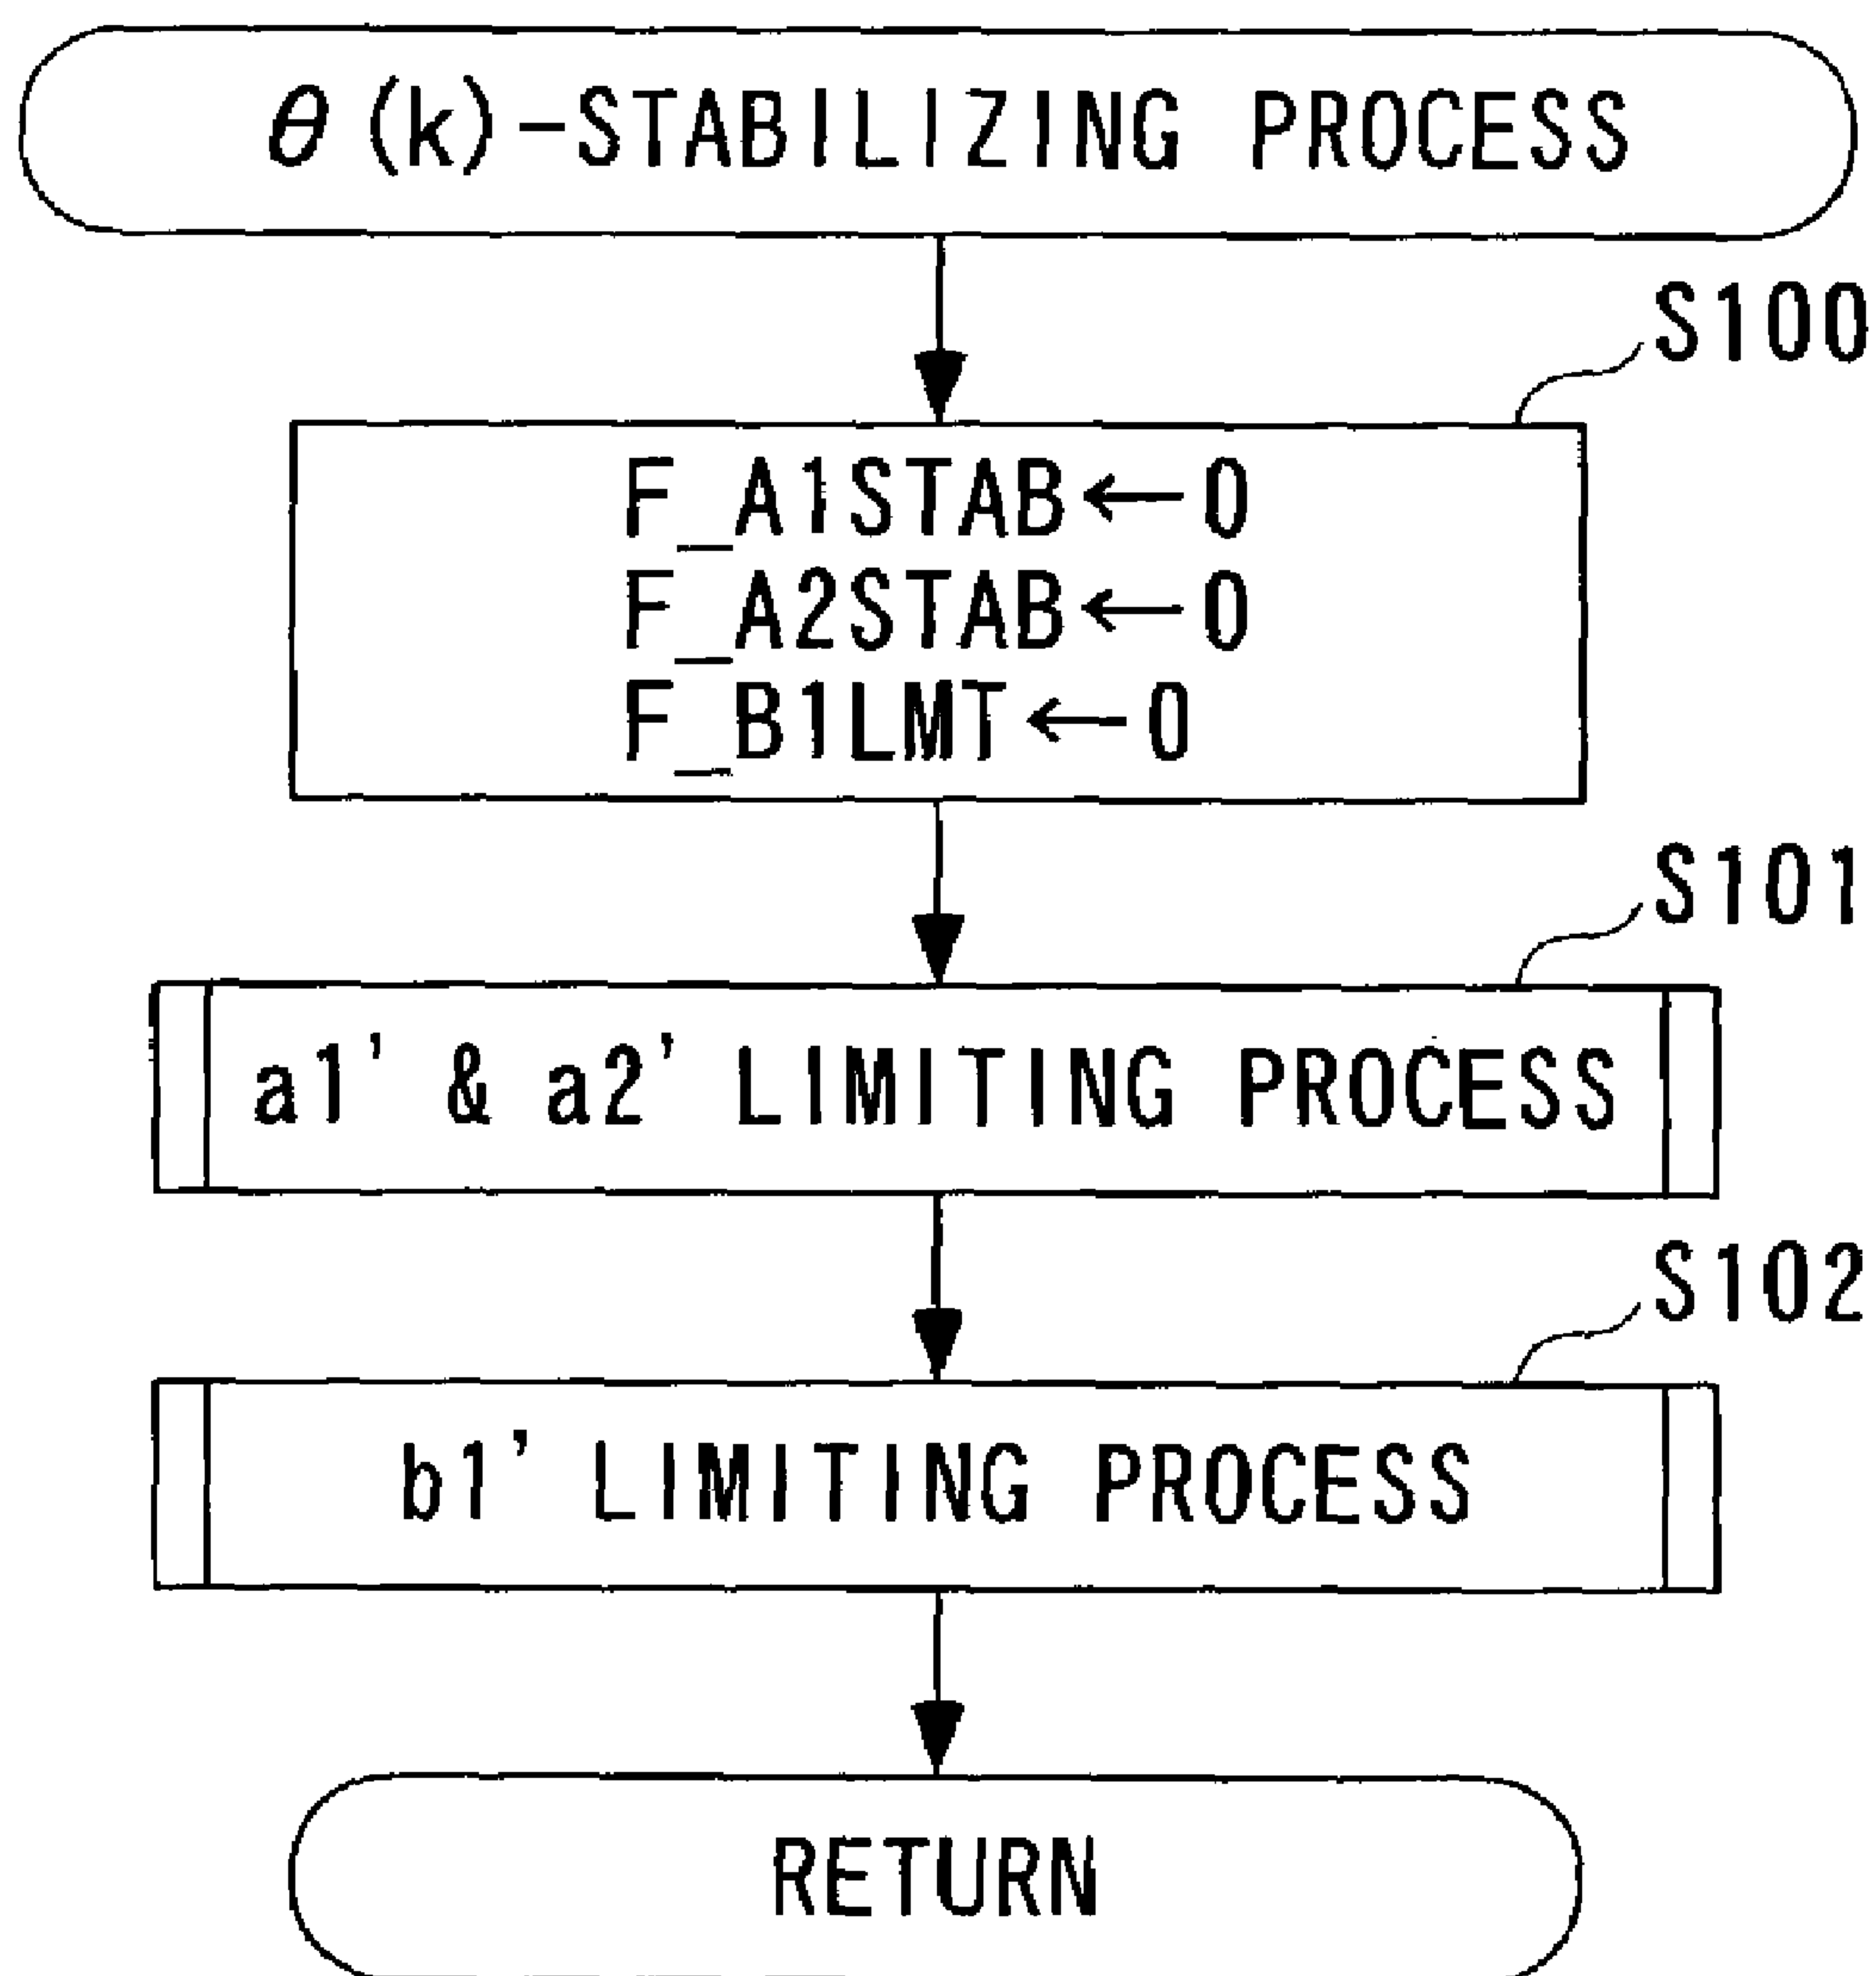 θ(k)-STABILIZING PROCESS
S100
F_A1STAB←0
F_A2STAB←0
F_B1LMT←0
S101
a1' & a2' LIMITING PROCESS
S102
b1' LIMITING PROCESS
RETURN